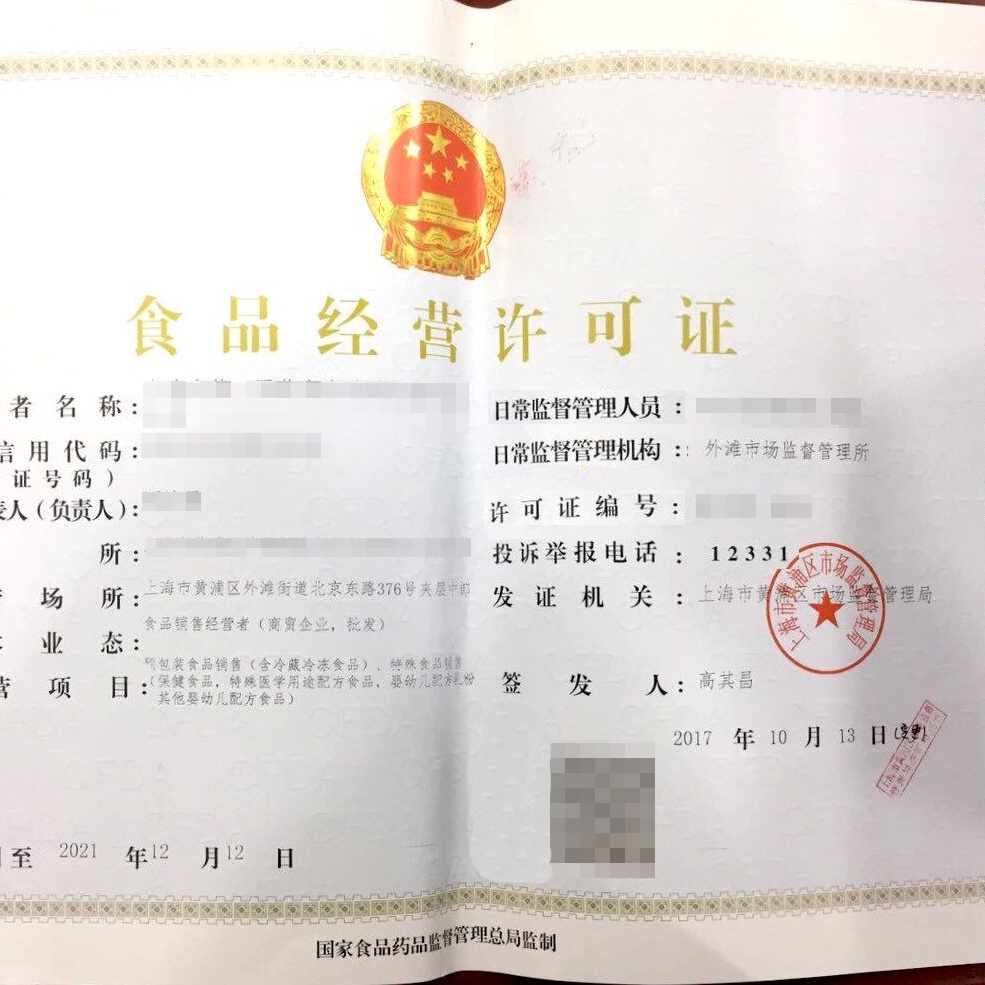 食品经营许可证
者名称：
信用代码：
证号码）
表人（负责人）：
所：
场所：上海市黄浦区外滩街道北京东路376号夹层中部
业态：食品销售经营者（商贸企业，批发）
营项目：预包装食品销售（含冷藏冷冻食品）、特殊食品销售
（保健食品，特殊医学用途配方食品，婴幼儿配方乳粉
其他婴幼儿配方食品）
至 2021 年12 月12 日
日常监督管理人员：
日常监督管理机构：：外滩市场监督管理所
许可证编号：
投诉举报电话：12331
发证机关：上海市黄浦区市场监督管理局
签发人：高其昌
2017 年 10 月 13 日
上海市黄浦区市场监督管理局
国家食品药品监督管理总局监制